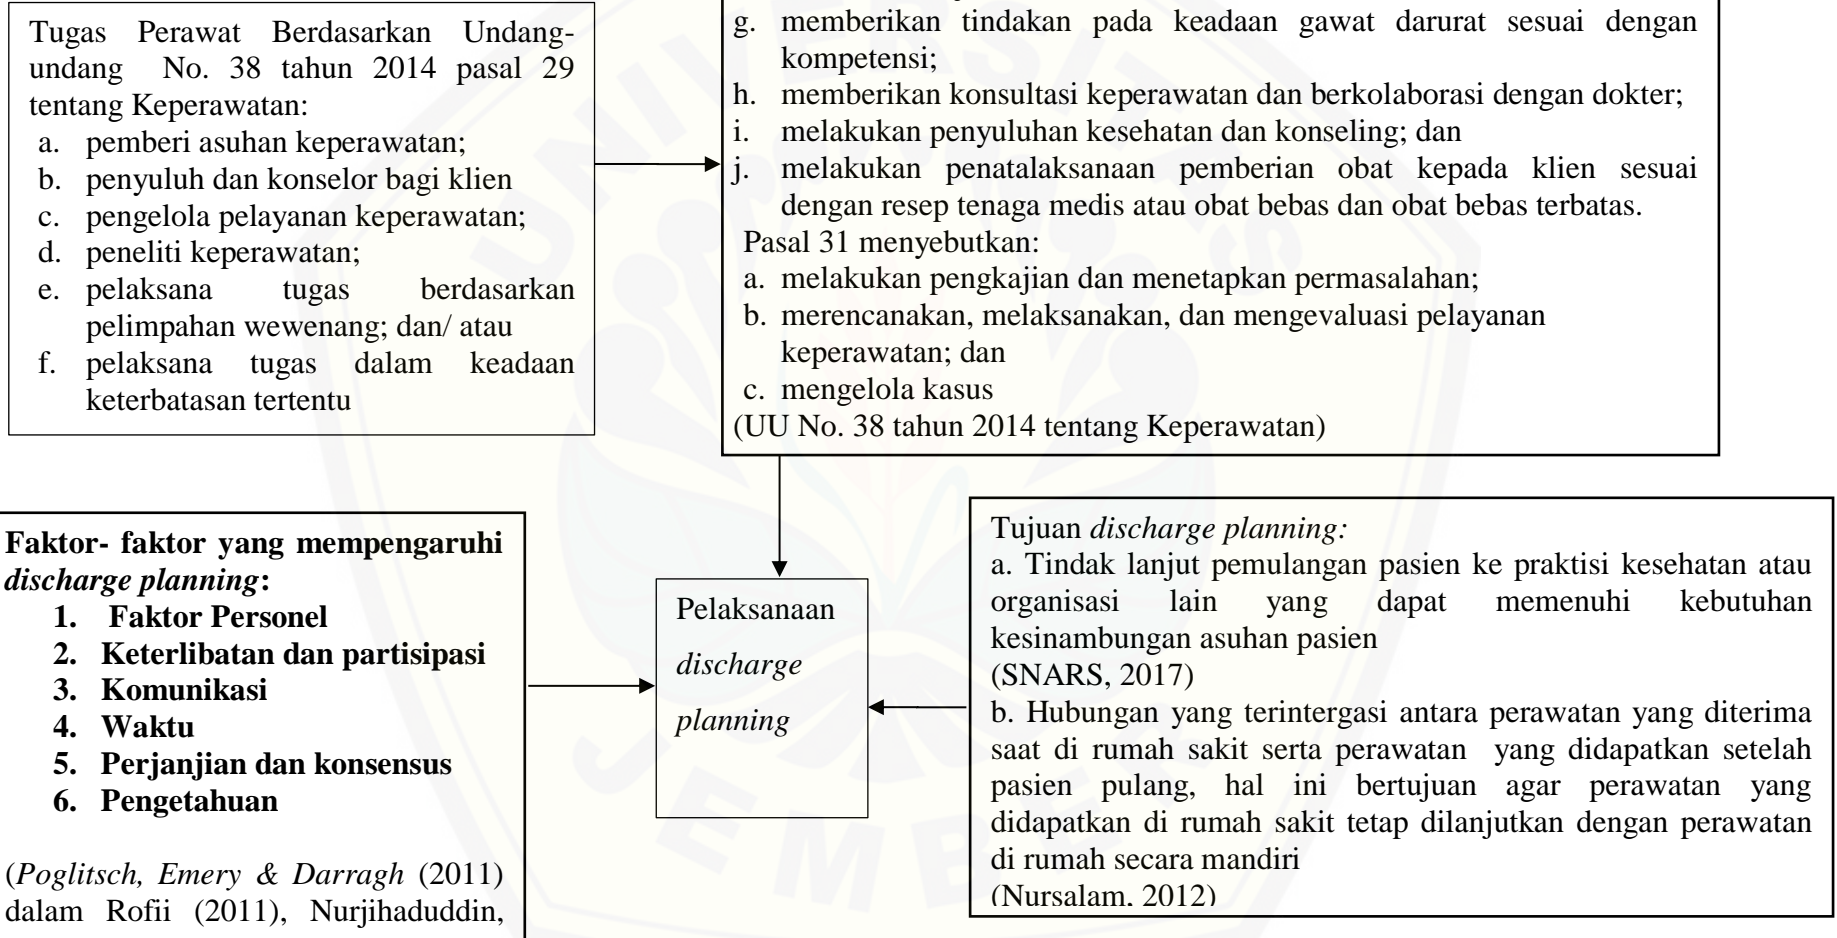 Tugas Perawat Berdasarkan Undang-
undang No. 38 tahun 2014 pasal 29
tentang Keperawatan:
a. pemberi asuhan keperawatan;
b. penyuluh dan konselor bagi klien
c. pengelola pelayanan keperawatan;
d. peneliti keperawatan;
e. pelaksana tugas berdasarkan
pelimpahan wewenang; dan/ atau
f. pelaksana tugas dalam keadaan
keterbatasan tertentu
g. memberikan tindakan pada keadaan gawat darurat sesuai dengan
kompetensi;
h. memberikan konsultasi keperawatan dan berkolaborasi dengan dokter;
i. melakukan penyuluhan kesehatan dan konseling; dan
j. melakukan penatalaksanaan pemberian obat kepada klien sesuai
dengan resep tenaga medis atau obat bebas dan obat bebas terbatas.
Pasal 31 menyebutkan:
a. melakukan pengkajian dan menetapkan permasalahan;
b. merencanakan, melaksanakan, dan mengevaluasi pelayanan
keperawatan; dan
c. mengelola kasus
(UU No. 38 tahun 2014 tentang Keperawatan)
Faktor- faktor yang mempengaruhi
discharge planning:
1. Faktor Personel
2. Keterlibatan dan partisipasi
3. Komunikasi
4. Waktu
5. Perjanjian dan konsensus
6. Pengetahuan
(Poglitsch, Emery & Darragh (2011)
dalam Rofii (2011), Nurjihaduddin,
Pelaksanaan
discharge
planning
Tujuan discharge planning:
a. Tindak lanjut pemulangan pasien ke praktisi kesehatan atau
organisasi lain yang dapat memenuhi kebutuhan
kesinambungan asuhan pasien
(SNARS, 2017)
b. Hubungan yang terintergasi antara perawatan yang diterima
saat di rumah sakit serta perawatan yang didapatkan setelah
pasien pulang, hal ini bertujuan agar perawatan yang
didapatkan di rumah sakit tetap dilanjutkan dengan perawatan
di rumah secara mandiri
(Nursalam, 2012)
UNIVERSITAS
JEMBER